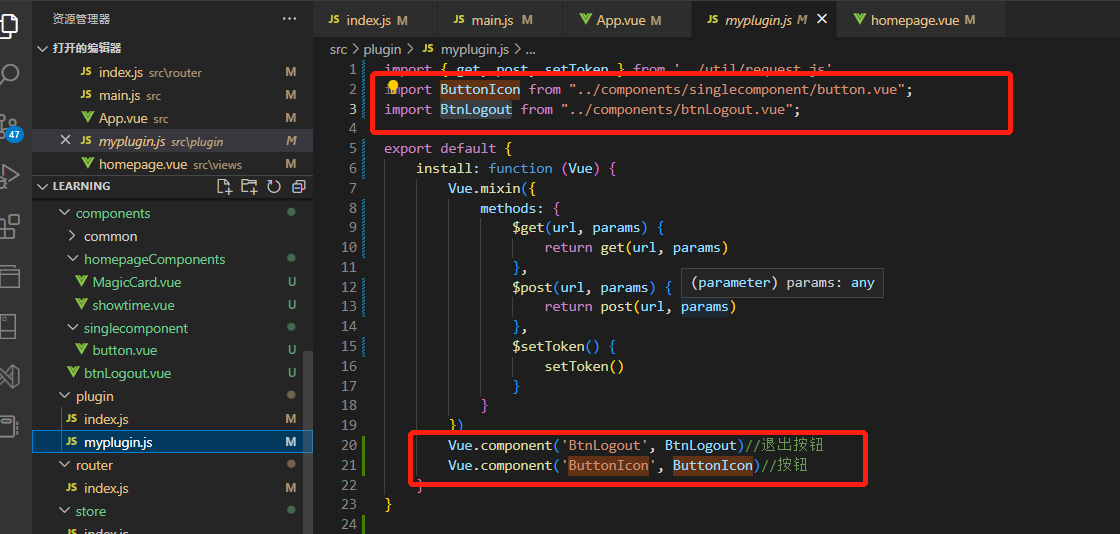 资源管理器 ...
打开的编辑器
JS index.js src\router M
JS main.js src M
App.vue src M
JS myplugin.js src\plugin M
homepage.vue src\views M
47
LEARNING
components
common
homepageComponents
MagicCard.vue U
showtime.vue U
singlecomponent
button.vue U
btnLogout.vue U
plugin
JS index.js M
JS myplugin.js M
router
JS index.js M
store
JS index.js M
JS index.js M
JS main.js M
App.vue M
JS myplugin.js M
homepage.vue M
src > plugin > JS myplugin.js > ...
1 import { get, post, setToken } from '../util/request.js'
2 import ButtonIcon from "../components/singlecomponent/button.vue";
3 import BtnLogout from "../components/btnLogout.vue";
4
5 export default {
6 install: function (Vue) {
7 Vue.mixin({
8 methods: {
9 $get(url, params) {
10 return get(url, params)
11 },
12 $post(url, params) {
(parameter) params: any
13 return post(url, params)
14 },
15 $setToken() {
16 setToken()
17 }
18 }
19 })
20 Vue.component('BtnLogout', BtnLogout)//退出按钮
21 Vue.component('ButtonIcon', ButtonIcon)//按钮
22 }
23 }
24